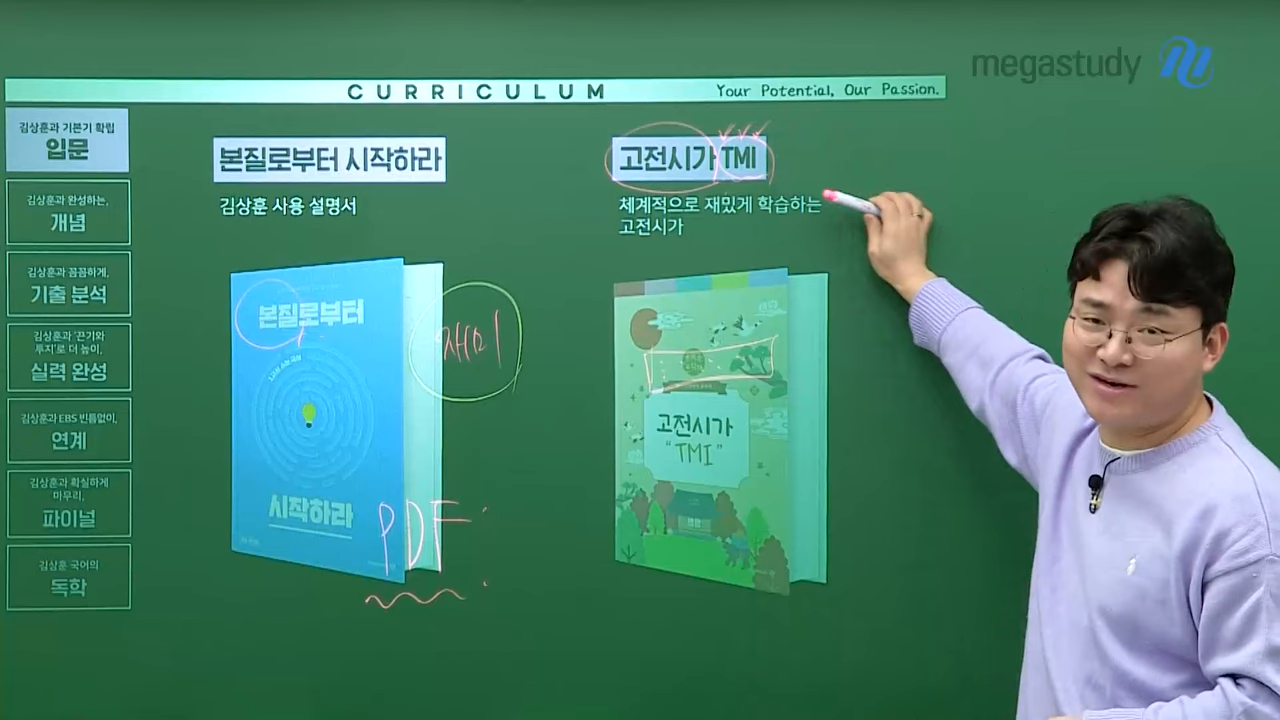 megastudy
CURRICULUM
Your Potential, Our Passion.
김상훈과 기본기 확립
입문
김상훈과 완성하는,
개념
김상훈과 꼼꼼하게,
기출 분석
김상훈과 '끈기와
투지'로 더 높이,
실력 완성
김상훈과 EBS 빈틈없이,
연계
김상훈과 확실하게
마무리,
파이널
김상훈 국어의
독학
본질로부터 시작하라
김상훈 사용 설명서
본질로부터
시작하라
재미
PDF
고전시가 TMI
체계적으로 재밌게 학습하는
고전시가
고전시가
"TMI"